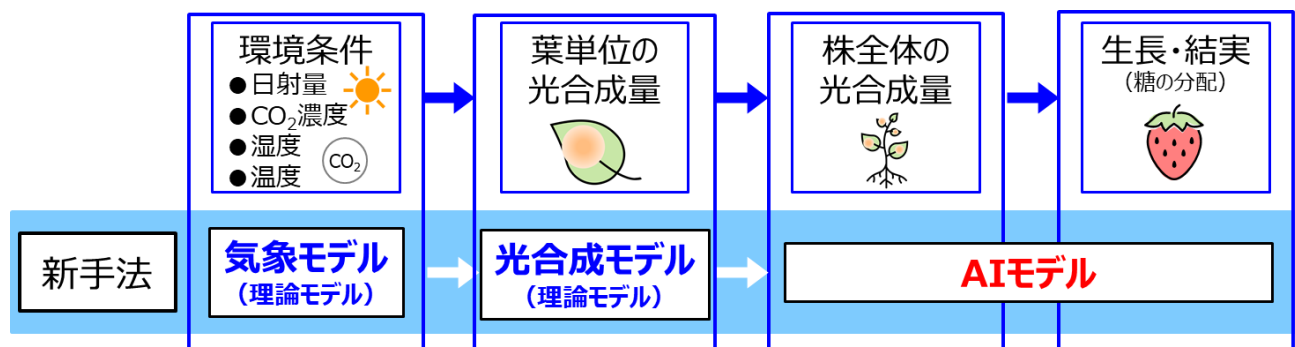 環境条件
●日射量
●CO₂濃度
●湿度
●温度
CO₂
葉単位の
光合成量
株全体の
光合成量
生長・結実
(糖の分配)
新手法
気象モデル
(理論モデル)
光合成モデル
(理論モデル)
AIモデル